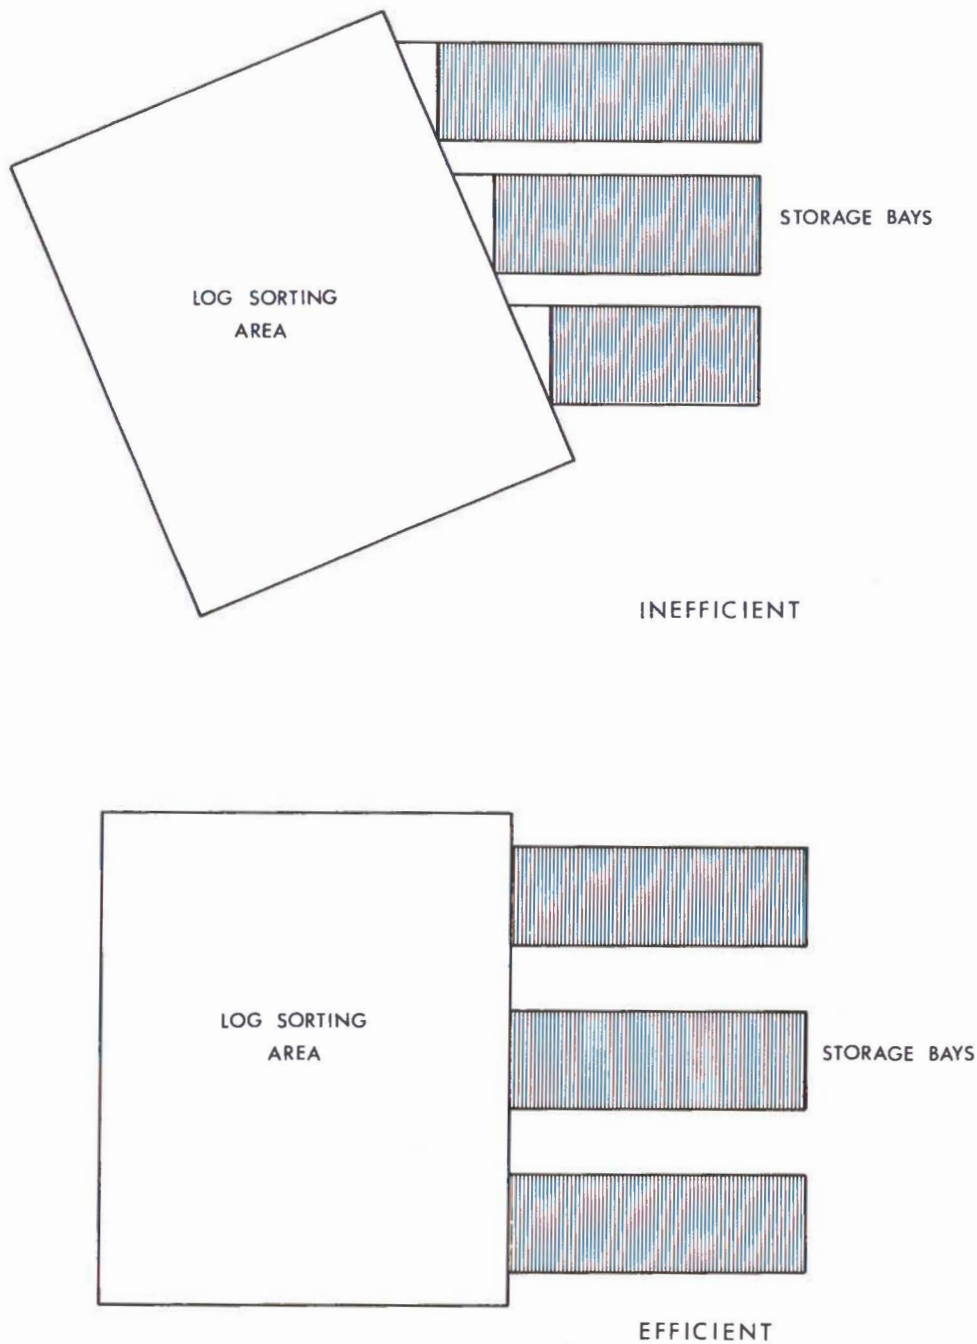 STORAGE BAYS
LOG SORTING
AREA
INEFFICIENT
LOG SORTING
AREA
STORAGE BAYS
EFFICIENT